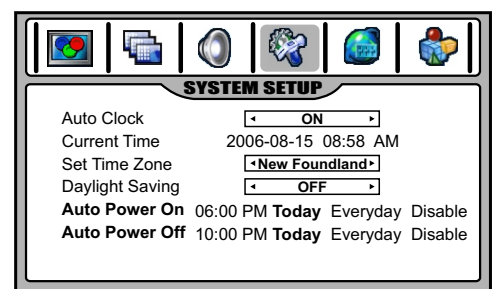 SYSTEM SETUP
Auto Clock ON
Current Time 2006-08-15 08:58 AM
Set Time Zone New Foundland
Daylight Saving OFF
Auto Power On 06:00 PM Today Everyday Disable
Auto Power Off 10:00 PM Today Everyday Disable